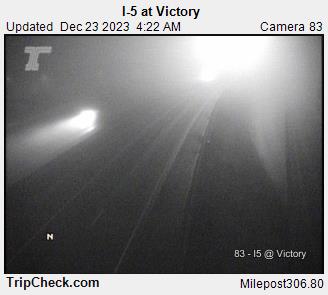 I-5 at Victory
Updated  Dec 23 2023  4:22 AM Camera 83
T
N
83 - I5 @ Victory
TripCheck.com Milepost306.80